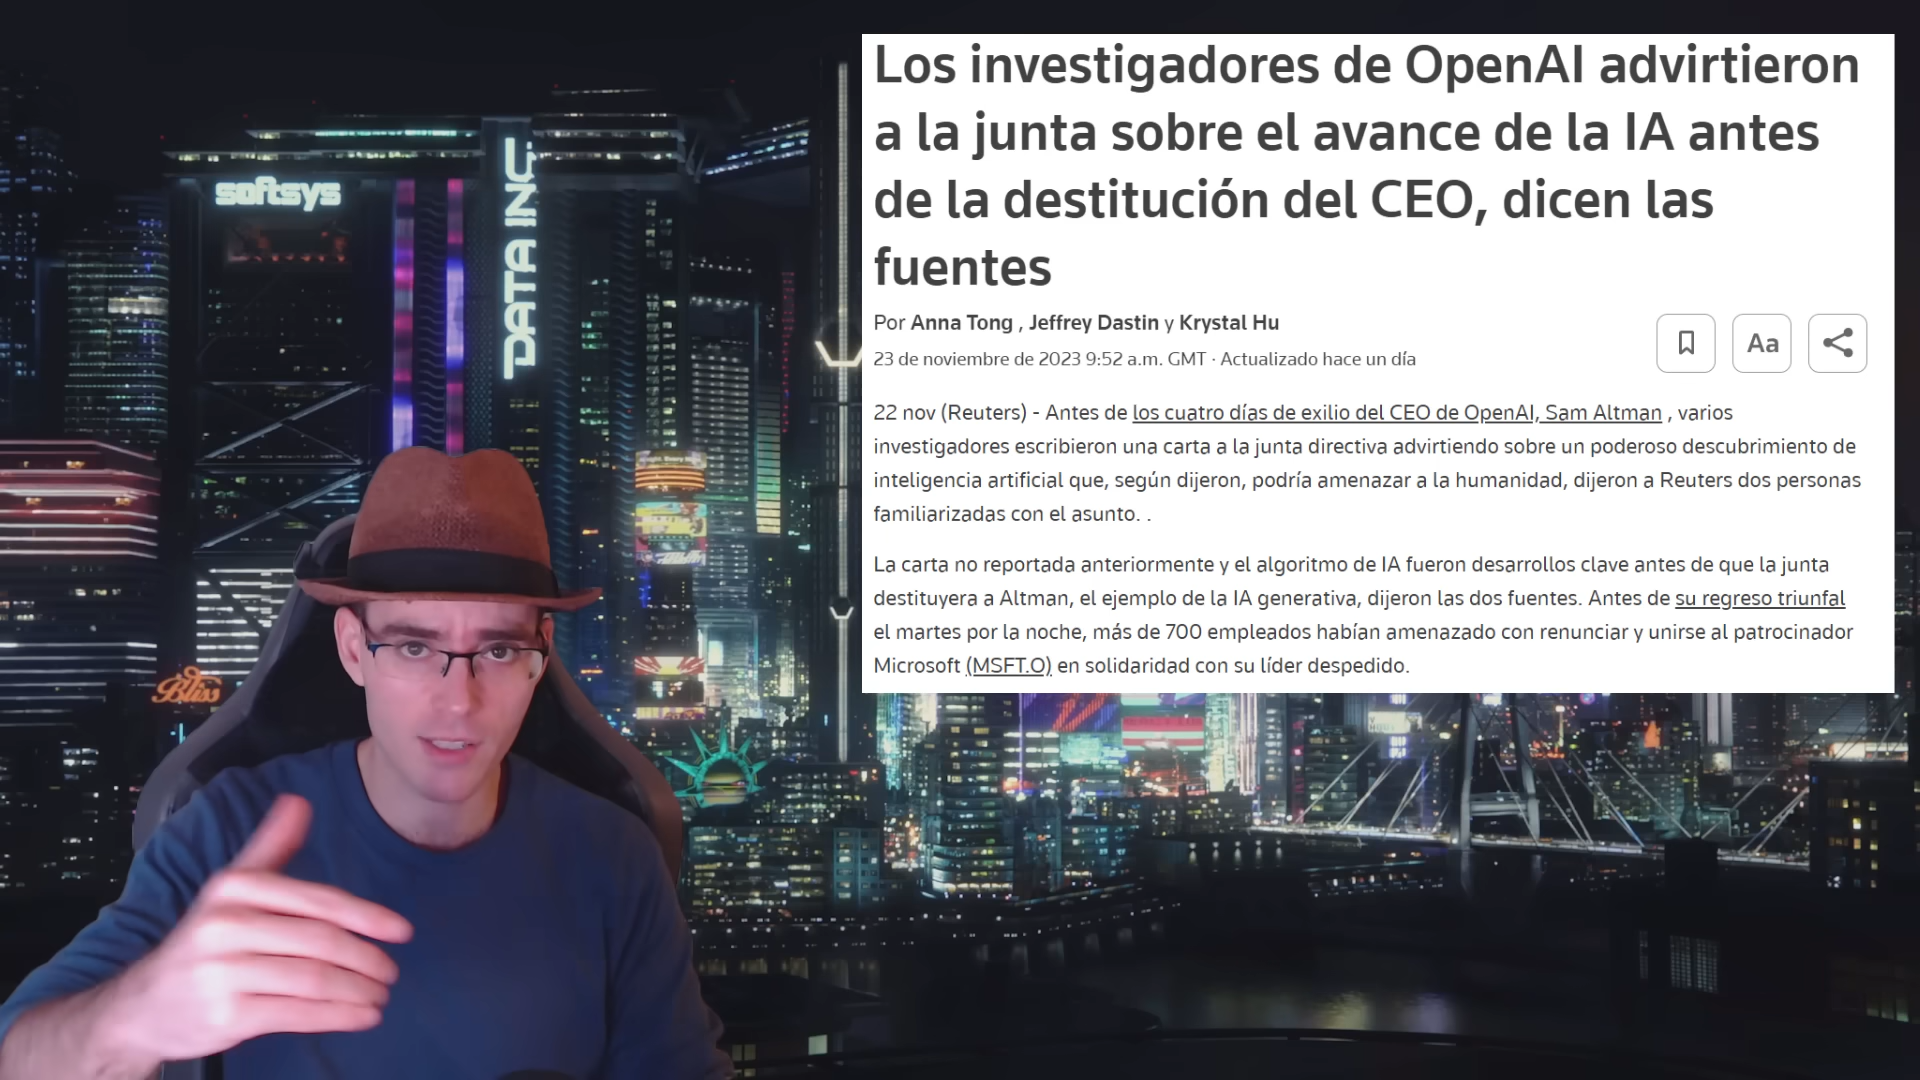 softsys
DATA INC
Bliss
Los investigadores de OpenAI advirtieron
a la junta sobre el avance de la IA antes
de la destitución del CEO, dicen las
fuentes
Por Anna Tong , Jeffrey Dastin y Krystal Hu
23 de noviembre de 2023 9:52 a.m. GMT · Actualizado hace un día
Aa
22 nov (Reuters) - Antes de los cuatro días de exilio del CEO de OpenAI, Sam Altman , varios
investigadores escribieron una carta a la junta directiva advirtiendo sobre un poderoso descubrimiento de
inteligencia artificial que, según dijeron, podría amenazar a la humanidad, dijeron a Reuters dos personas
familiarizadas con el asunto. .
La carta no reportada anteriormente y el algoritmo de IA fueron desarrollos clave antes de que la junta
destituyera a Altman, el ejemplo de la IA generativa, dijeron las dos fuentes. Antes de su regreso triunfal
el martes por la noche, más de 700 empleados habían amenazado con renunciar y unirse al patrocinador
Microsoft (MSFT.O) en solidaridad con su líder despedido.